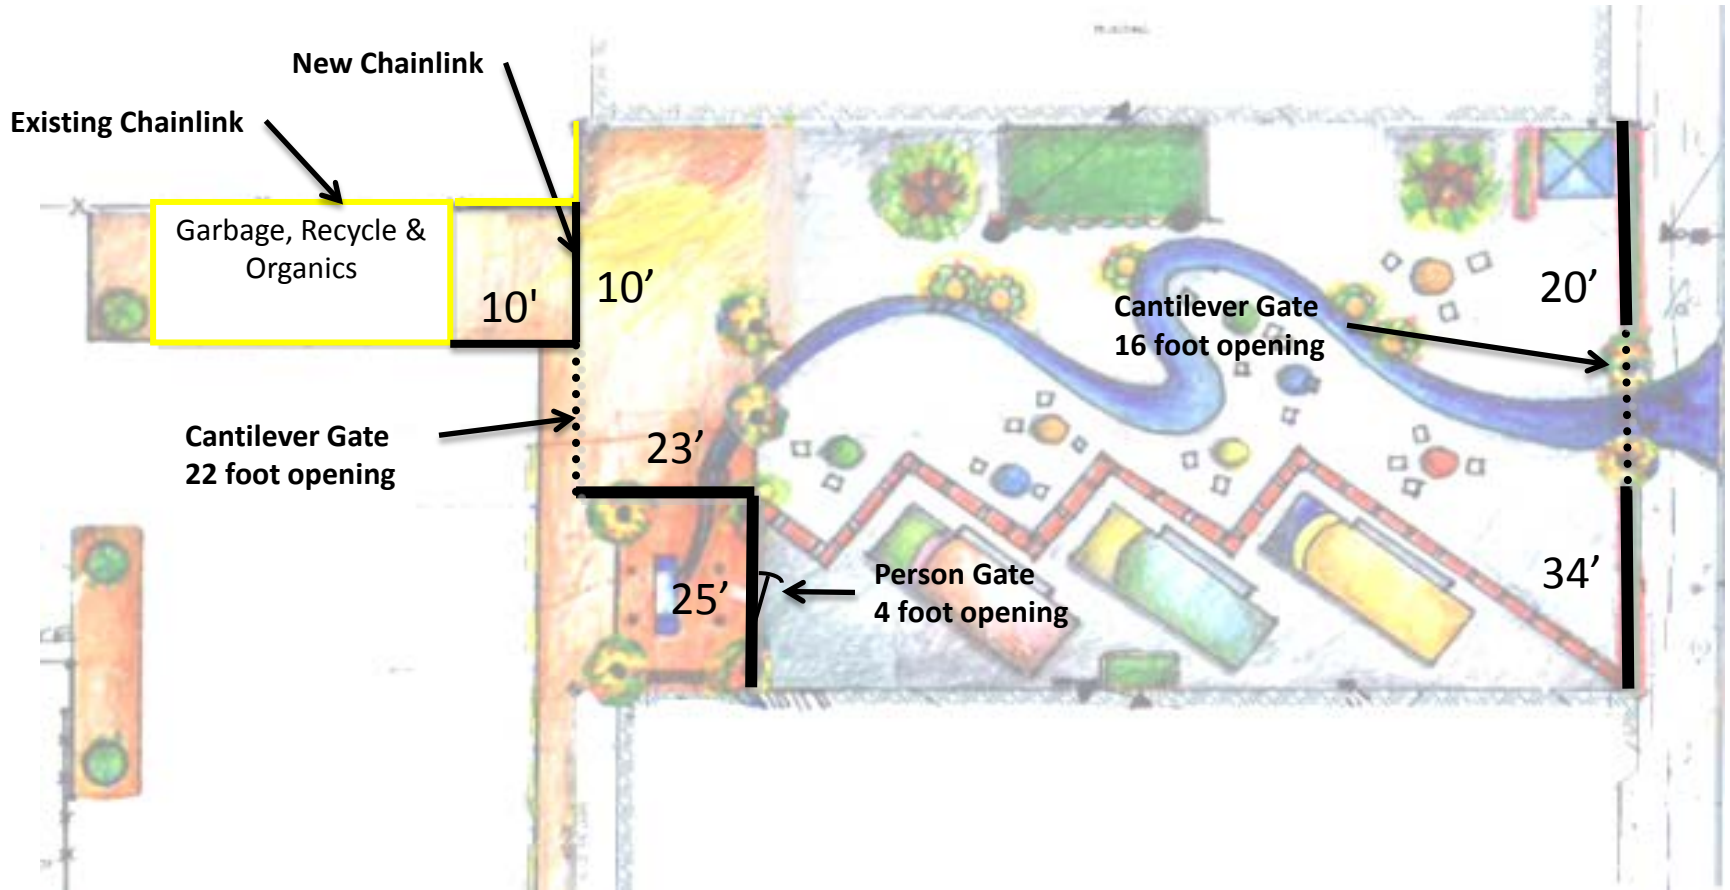 New Chainlink
Existing Chainlink
Garbage, Recycle &
Organics
10'
10’
20’
Cantilever Gate
16 foot opening
Cantilever Gate
22 foot opening
23’
25’
Person Gate
4 foot opening
34’